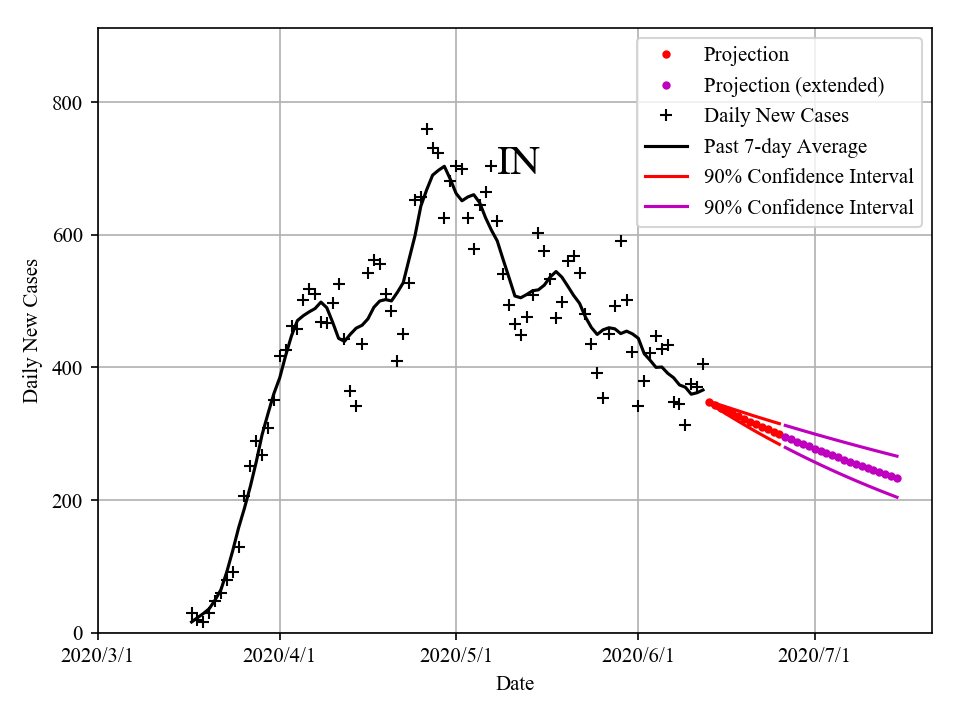 Projection
Projection (extended)
Daily New Cases
Past 7-day Average
90% Confidence Interval
90% Confidence Interval
IN
800
600
400
200
0
Daily New Cases
2020/3/1
2020/4/1
2020/5/1
2020/6/1
2020/7/1
Date